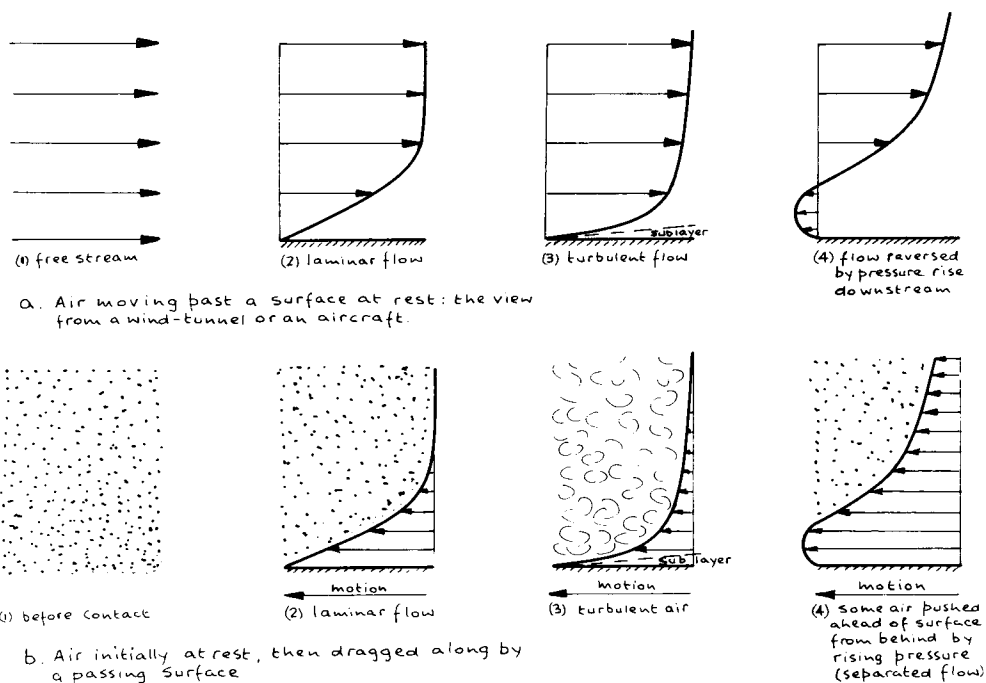 (1) free stream
(2) laminar flow
sublayer
(3) turbulent flow
(4) flow reversed
by pressure rise
downstream
a. Air moving past a surface at rest: the view
from a wind-tunnel or an aircraft.
motion
motion
motion
Sub layer
(1) before contact
(2) laminar flow
(3) turbulent air
(4) Some air pushed
ahead of surface
from behind by
rising pressure
(separated flow)
b. Air initially at rest, then dragged along by
a passing surface